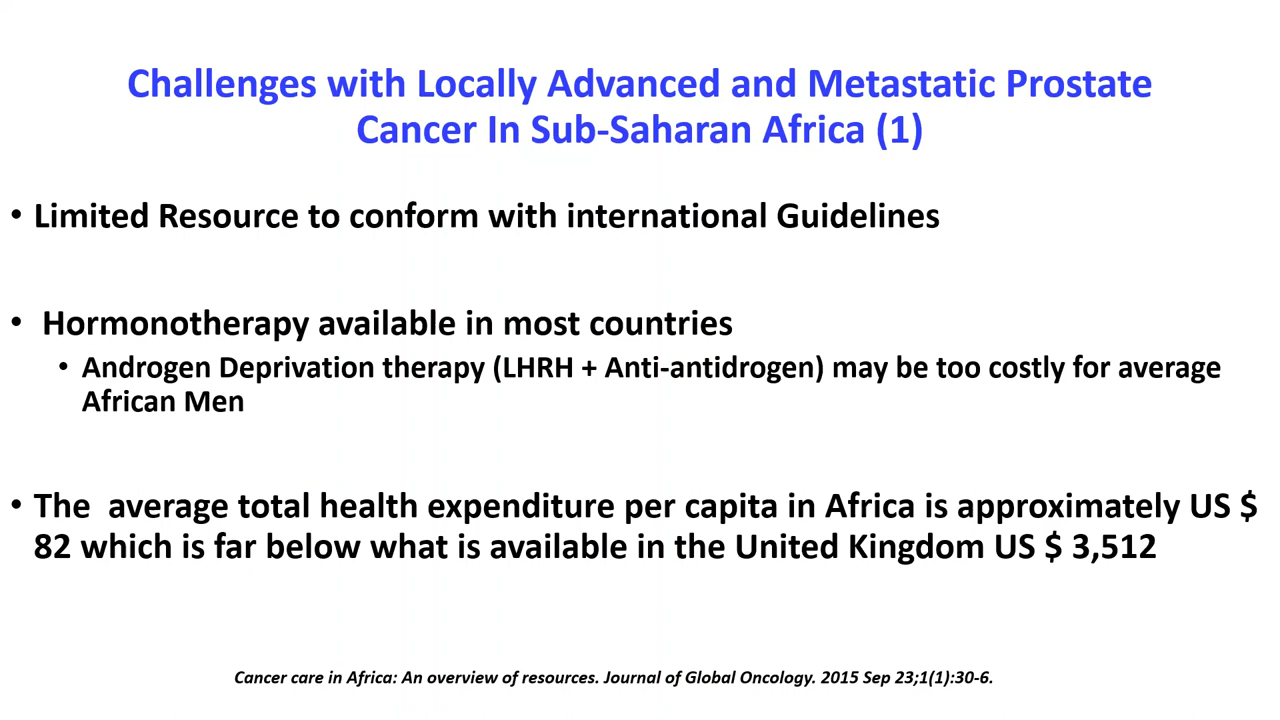 Challenges with Locally Advanced and Metastatic Prostate
Cancer In Sub-Saharan Africa (1)
• Limited Resource to conform with international Guidelines
• Hormonotherapy available in most countries
• Androgen Deprivation therapy (LHRH + Anti-antidrogen) may be too costly for average
African Men
• The  average total health expenditure per capita in Africa is approximately US $
82 which is far below what is available in the United Kingdom US $ 3,512
Cancer care in Africa: An overview of resources. Journal of Global Oncology. 2015 Sep 23;1(1):30-6.